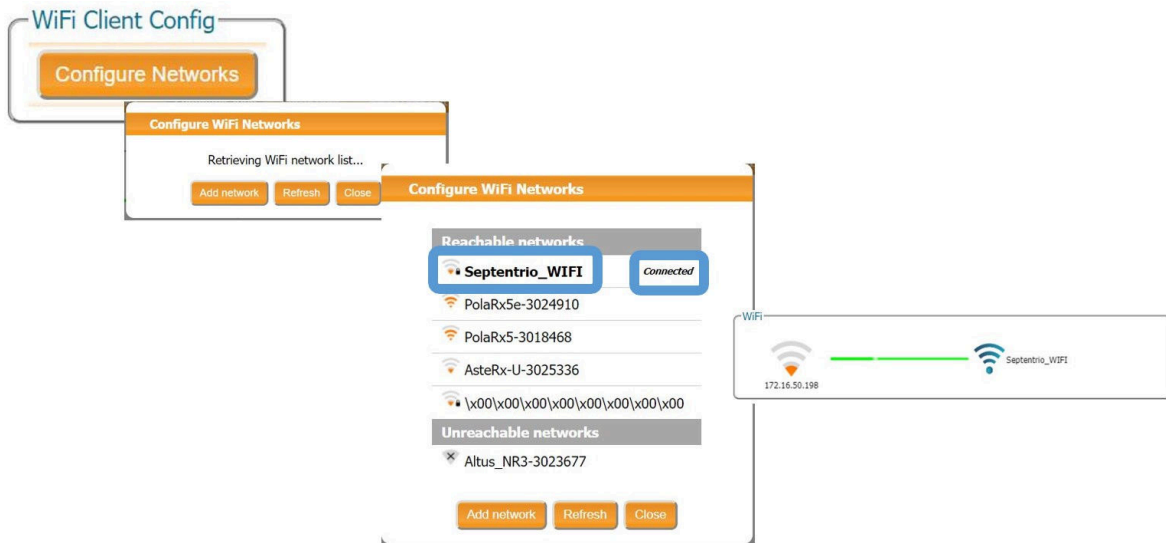 WiFi Client Config
Configure Networks
Configure WiFi Networks
Retrieving WiFi network list...
Add network Refresh Close
Configure WiFi Networks
Reachable networks
Septentrio_WIFI Connected
PolaRx5e-3024910
PolaRx5-3018468
AsteRx-U-3025336
\x00\x00\x00\x00\x00\x00\x00\x00
Unreachable networks
Altus_NR3-3023677
Add network Refresh Close
WiFi
172.16.50.198
Septentrio_WIFI